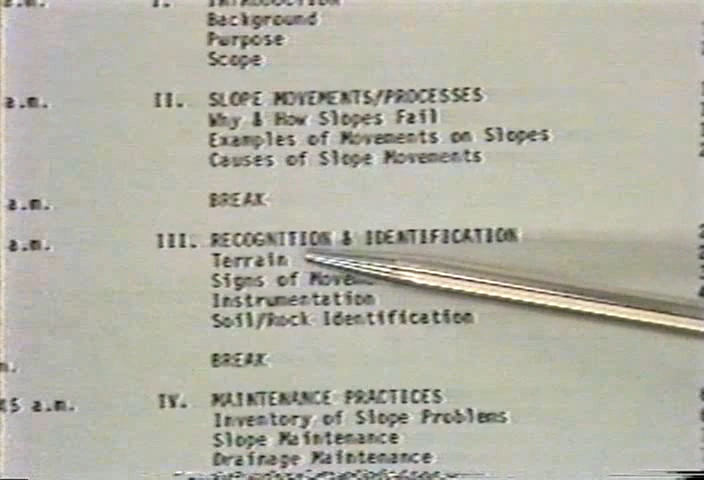 a.m. I. INTRODUCTION
Background
Purpose
Scope
a.m. II. SLOPE MOVEMENTS/PROCESSES
Why & How Slopes Fail
Examples of Movements on Slopes
Causes of Slope Movements
a.m. BREAK
a.m. III. RECOGNITION & IDENTIFICATION
Terrain
Signs of
Instrumentation
Soil/Rock Identification
BREAK
45 a.m. IV. MAINTENANCE PRACTICES
Inventory of Slope Problems
Slope Maintenance
Drainage Maintenance